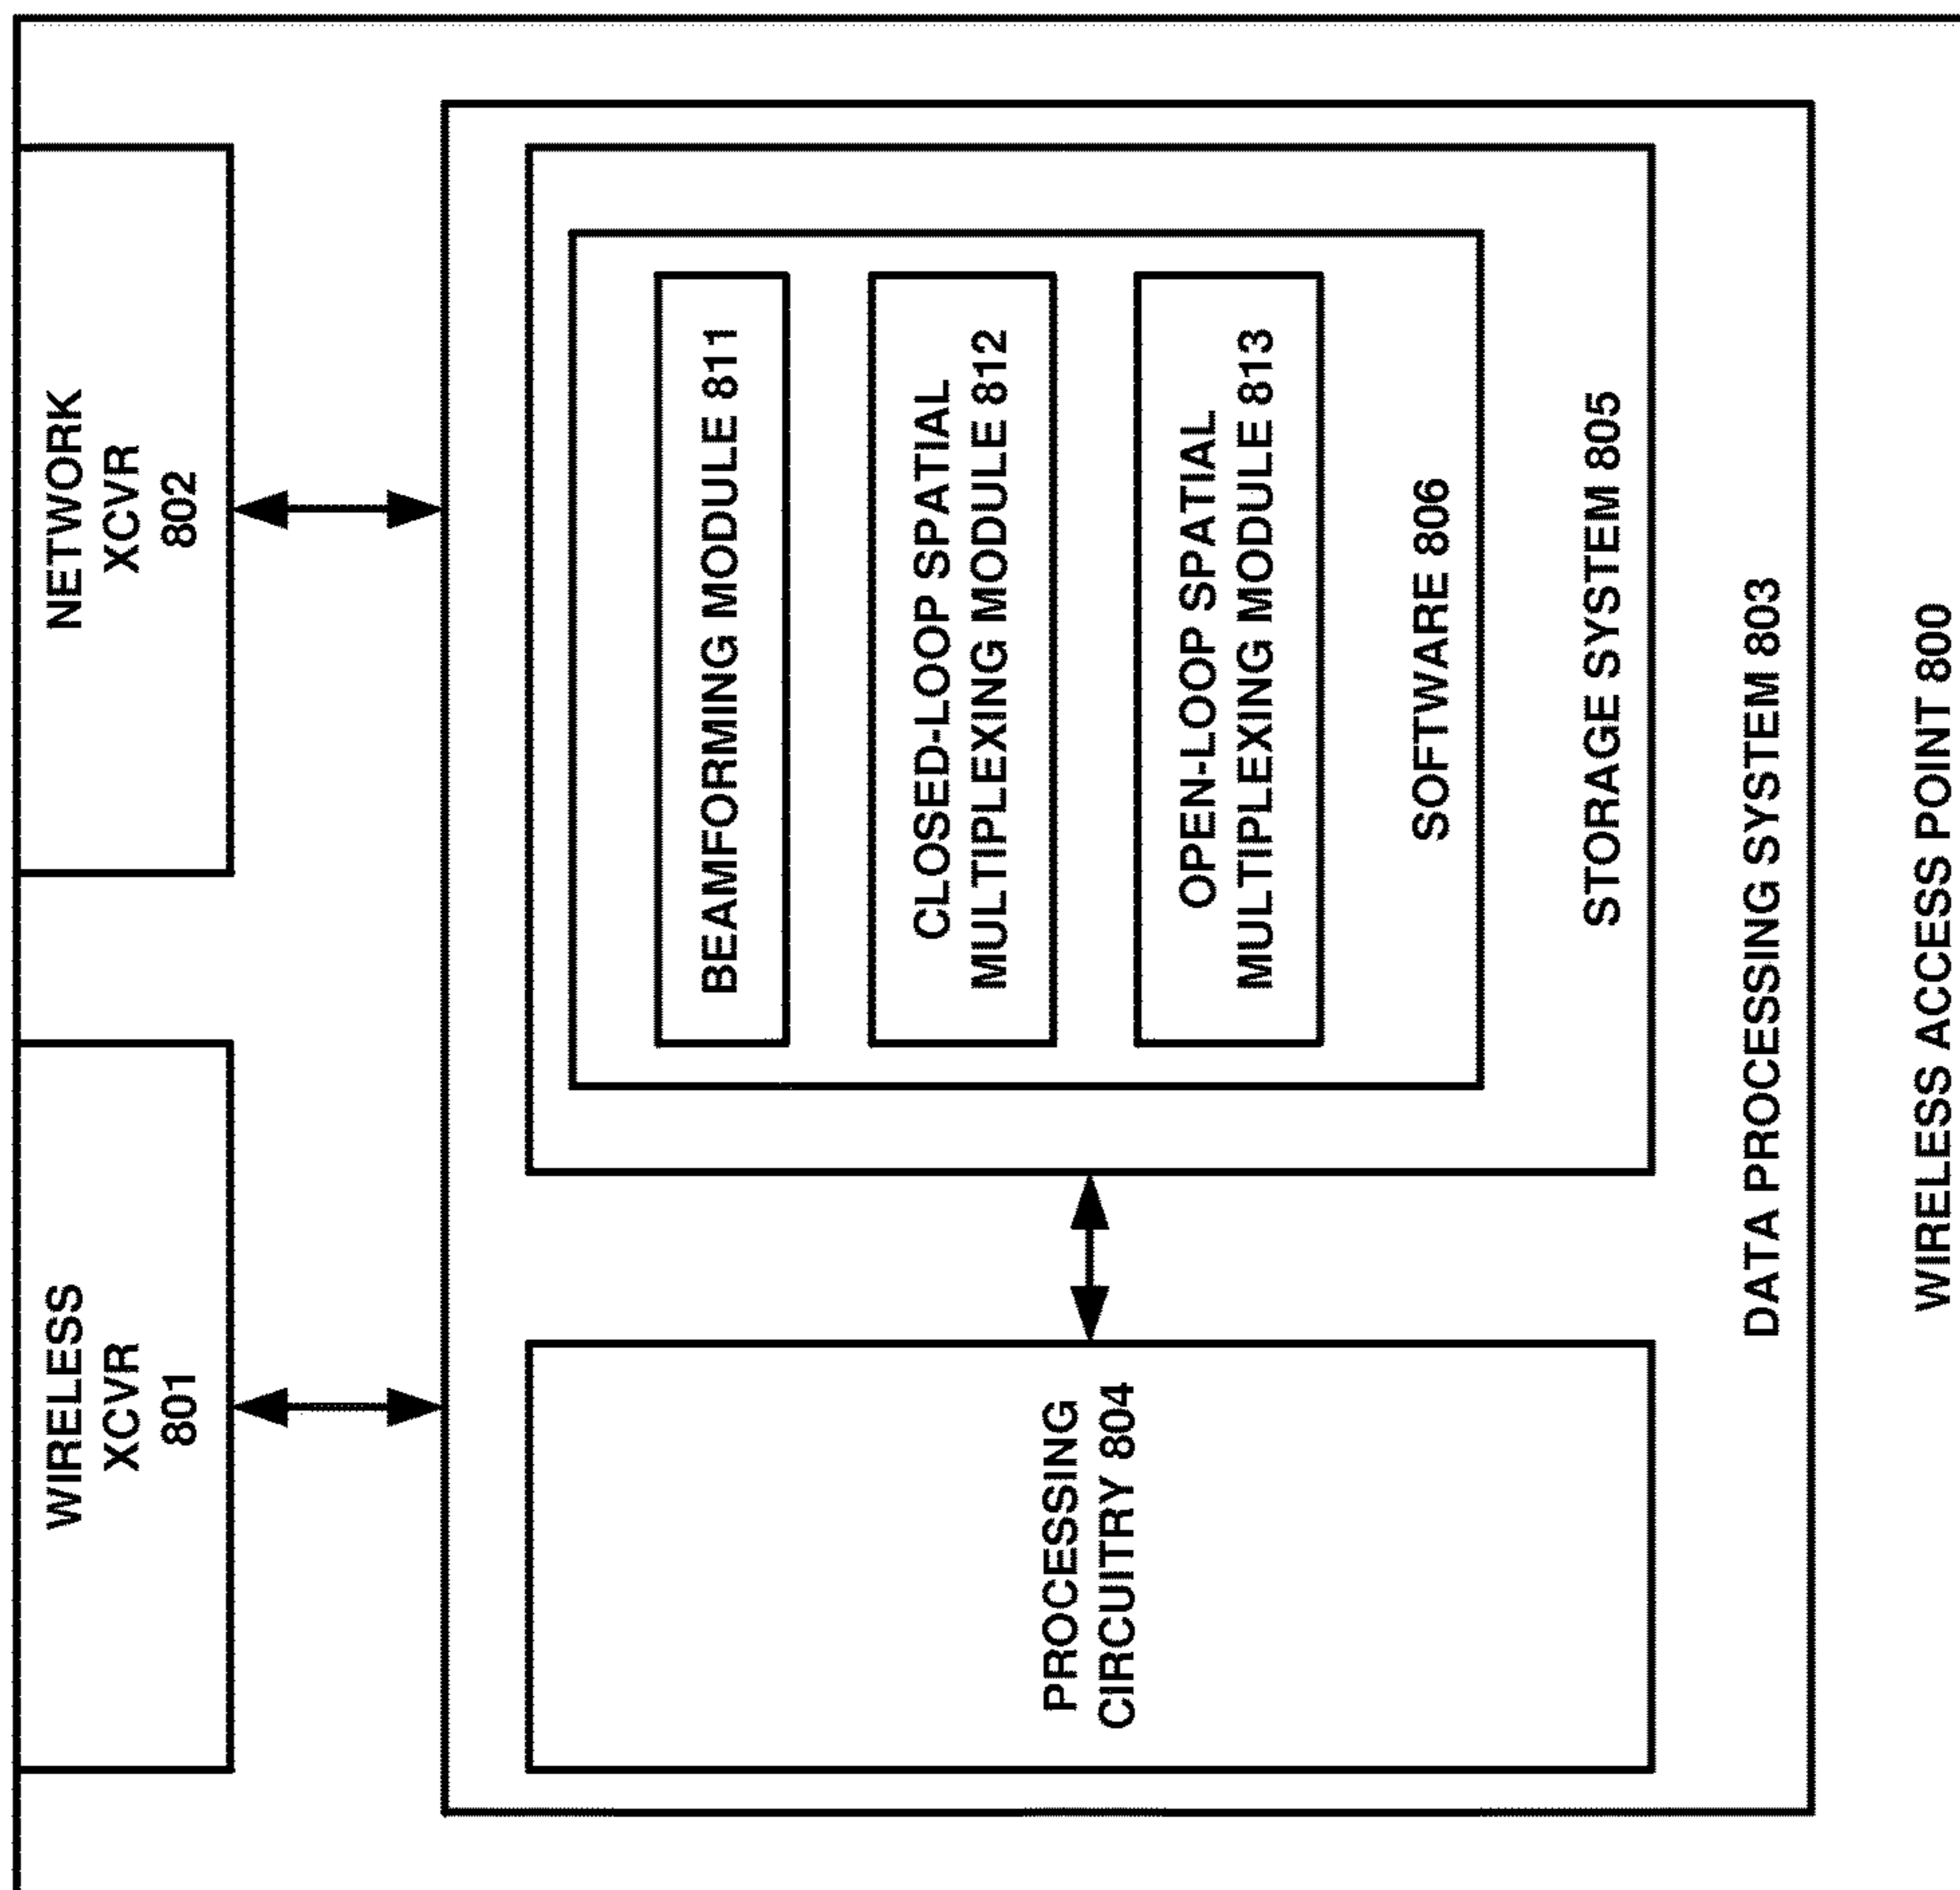 WIRELESS
XCVR
801
NETWORK
XCVR
802
PROCESSING
CIRCUITRY 804
BEAMFORMING MODULE 811
CLOSED-LOOP SPATIAL
MULTIPLEXING MODULE 812
OPEN-LOOP SPATIAL
MULTIPLEXING MODULE 813
SOFTWARE 806
STORAGE SYSTEM 805
DATA PROCESSING SYSTEM 803
WIRELESS ACCESS POINT 800